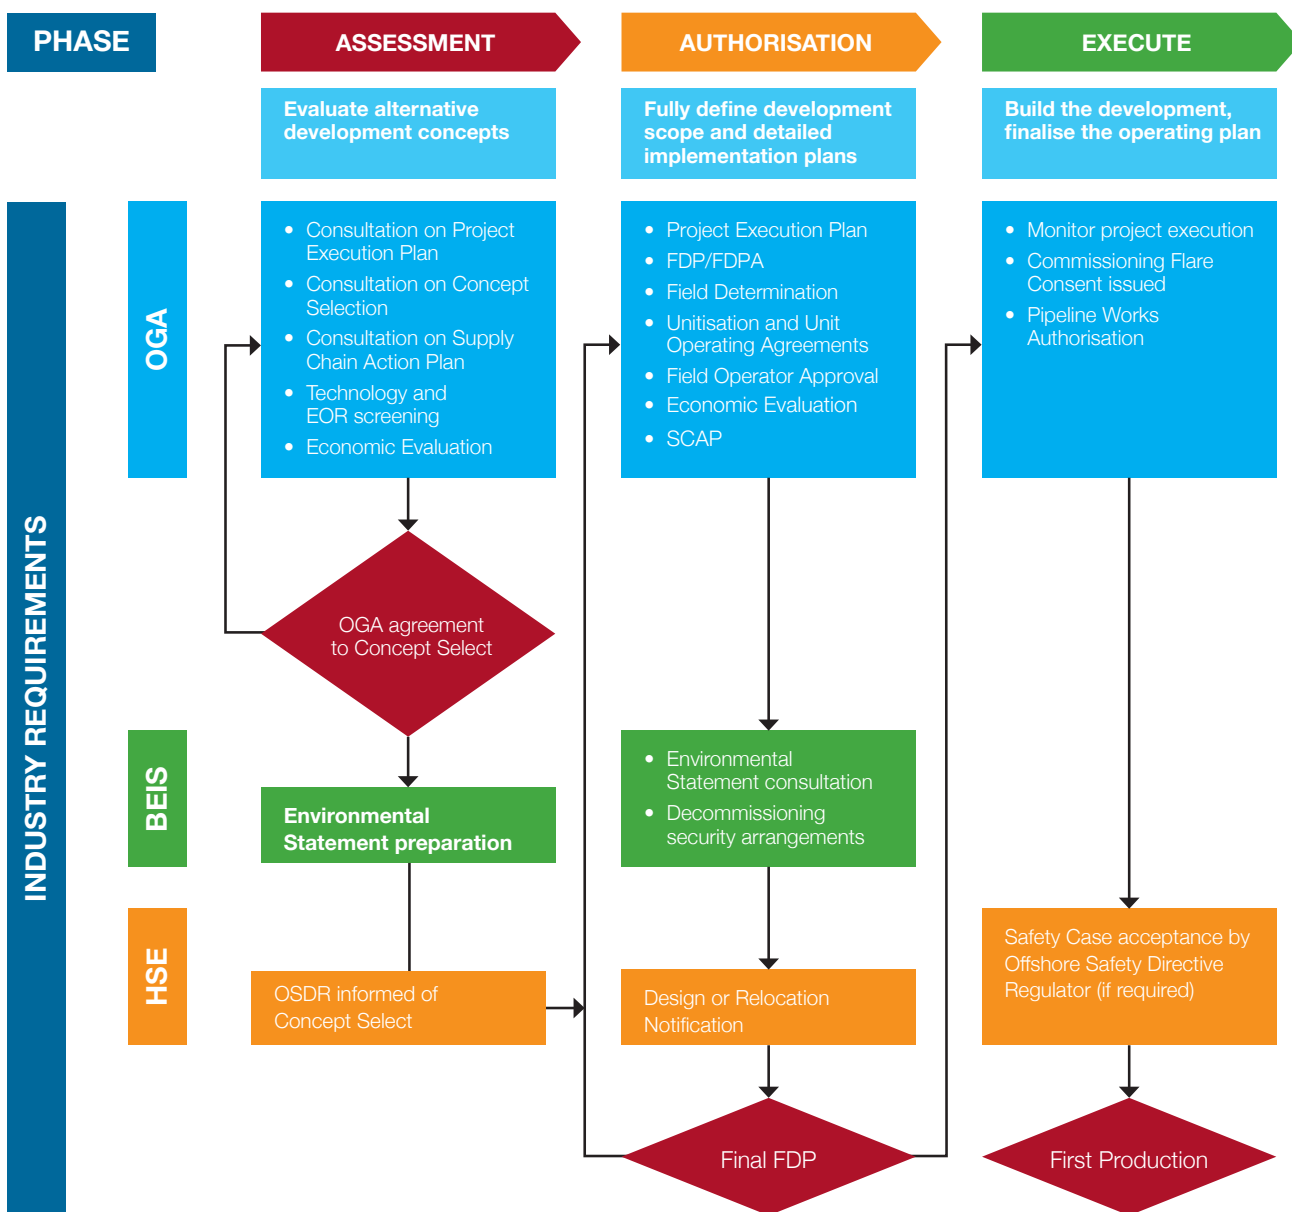 PHASE
ASSESSMENT
AUTHORISATION
EXECUTE
Evaluate alternative
development concepts
Fully define development
scope and detailed
implementation plans
Build the development,
finalise the operating plan
INDUSTRY REQUIREMENTS
OGA
• Consultation on Project
Execution Plan
• Consultation on Concept
Selection
• Consultation on Supply
Chain Action Plan
• Technology and
EOR screening
• Economic Evaluation
• Project Execution Plan
• FDP/FDPA
• Field Determination
• Unitisation and Unit
Operating Agreements
• Field Operator Approval
• Economic Evaluation
• SCAP
• Monitor project execution
• Commissioning Flare
Consent issued
• Pipeline Works
Authorisation
OGA agreement
to Concept Select
BEIS
Environmental
Statement preparation
• Environmental
Statement consultation
• Decommissioning
security arrangements
HSE
OSDR informed of
Concept Select
Design or Relocation
Notification
Safety Case acceptance by
Offshore Safety Directive
Regulator (if required)
Final FDP
First Production